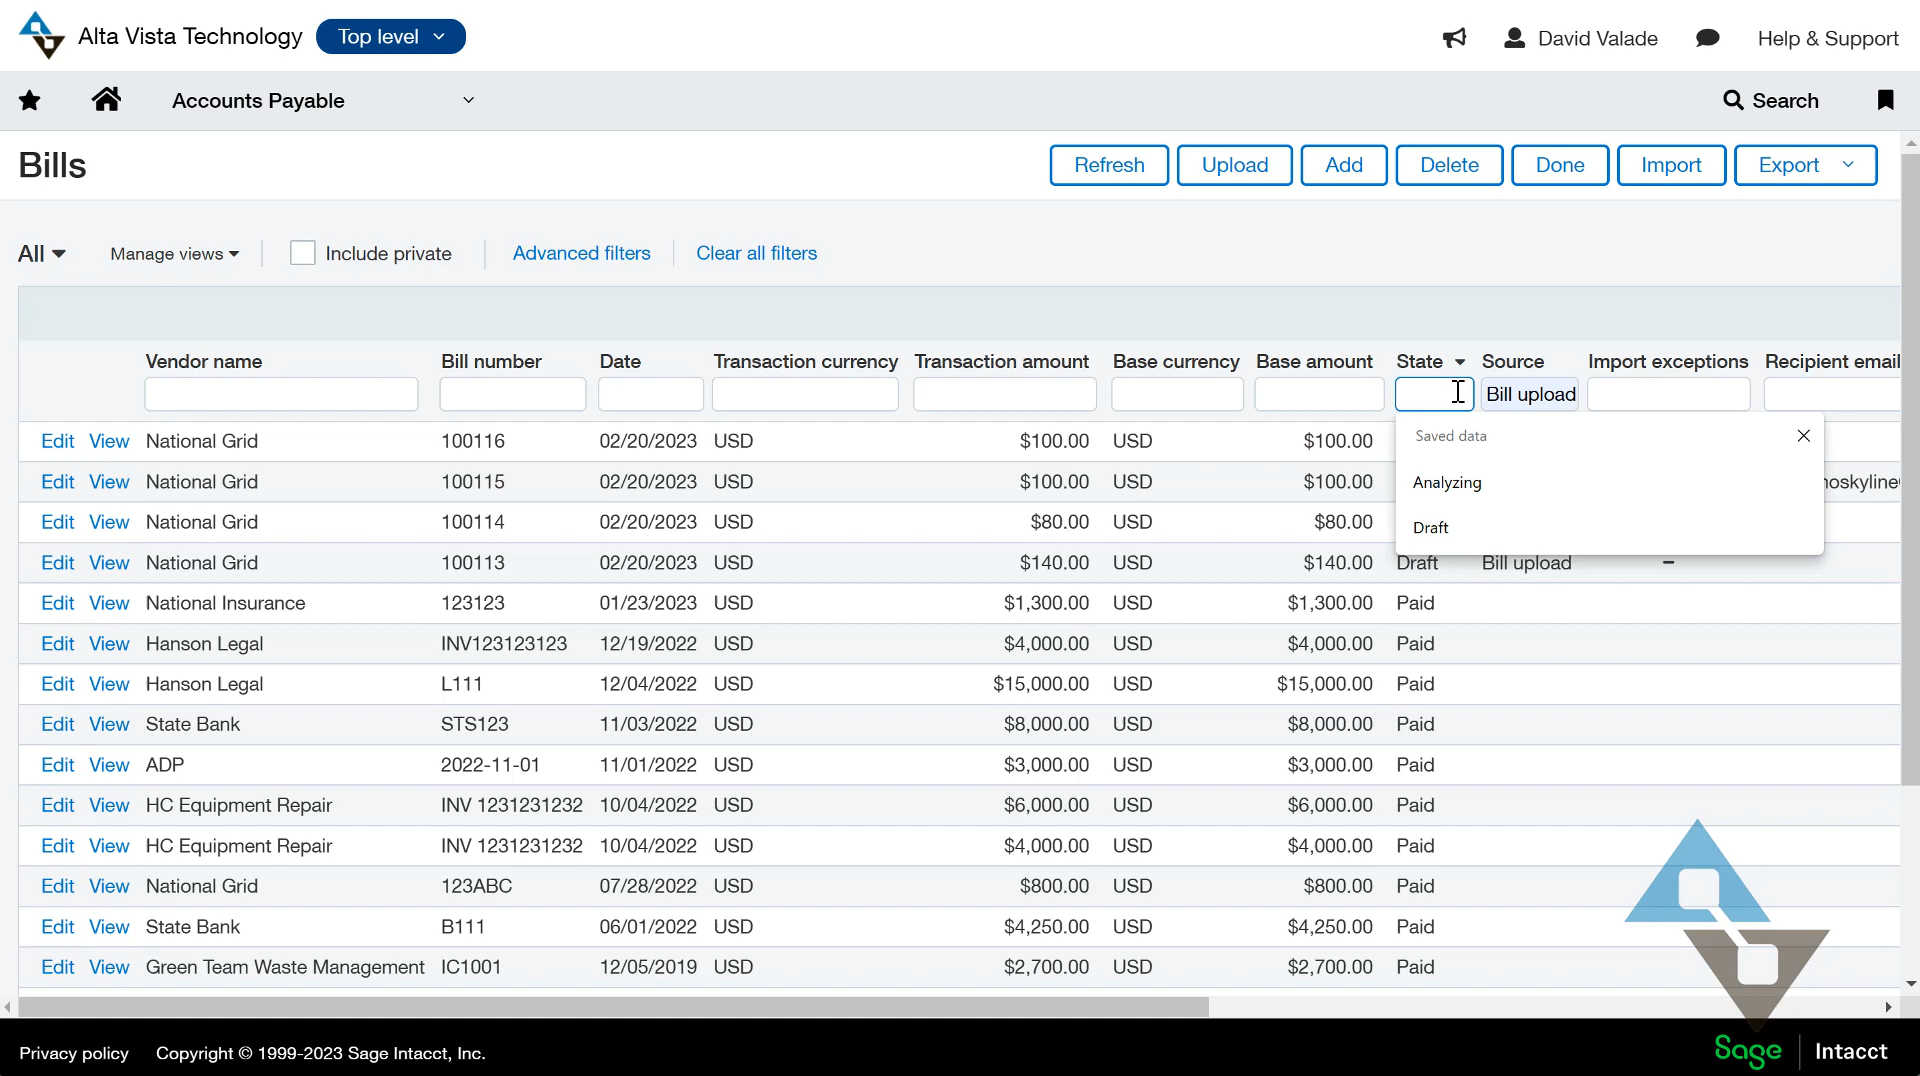 Alta Vista Technology Top level David Valade Help & Support
Accounts Payable Search
Bills Refresh Upload Add Delete Done Import Export
All Manage views Include private Advanced filters Clear all filters
Vendor name Bill number Date Transaction currency Transaction amount Base currency Base amount State Source Import exceptions Recipient email
Bill upload
Edit View National Grid 100116 02/20/2023 USD $100.00 USD $100.00
Saved data
Edit View National Grid 100115 02/20/2023 USD $100.00 USD $100.00 noskyline
Analyzing
Edit View National Grid 100114 02/20/2023 USD $80.00 USD $80.00
Draft
Edit View National Grid 100113 02/20/2023 USD $140.00 USD $140.00 Draft Bill upload –
Edit View National Insurance 123123 01/23/2023 USD $1,300.00 USD $1,300.00 Paid
Edit View Hanson Legal INV123123123 12/19/2022 USD $4,000.00 USD $4,000.00 Paid
Edit View Hanson Legal L111 12/04/2022 USD $15,000.00 USD $15,000.00 Paid
Edit View State Bank STS123 11/03/2022 USD $8,000.00 USD $8,000.00 Paid
Edit View ADP 2022-11-01 11/01/2022 USD $3,000.00 USD $3,000.00 Paid
Edit View HC Equipment Repair INV 1231231232 10/04/2022 USD $6,000.00 USD $6,000.00 Paid
Edit View HC Equipment Repair INV 1231231232 10/04/2022 USD $4,000.00 USD $4,000.00 Paid
Edit View National Grid 123ABC 07/28/2022 USD $800.00 USD $800.00 Paid
Edit View State Bank B111 06/01/2022 USD $4,250.00 USD $4,250.00 Paid
Edit View Green Team Waste Management IC1001 12/05/2019 USD $2,700.00 USD $2,700.00 Paid
Privacy policy Copyright © 1999-2023 Sage Intacct, Inc. Sage Intacct